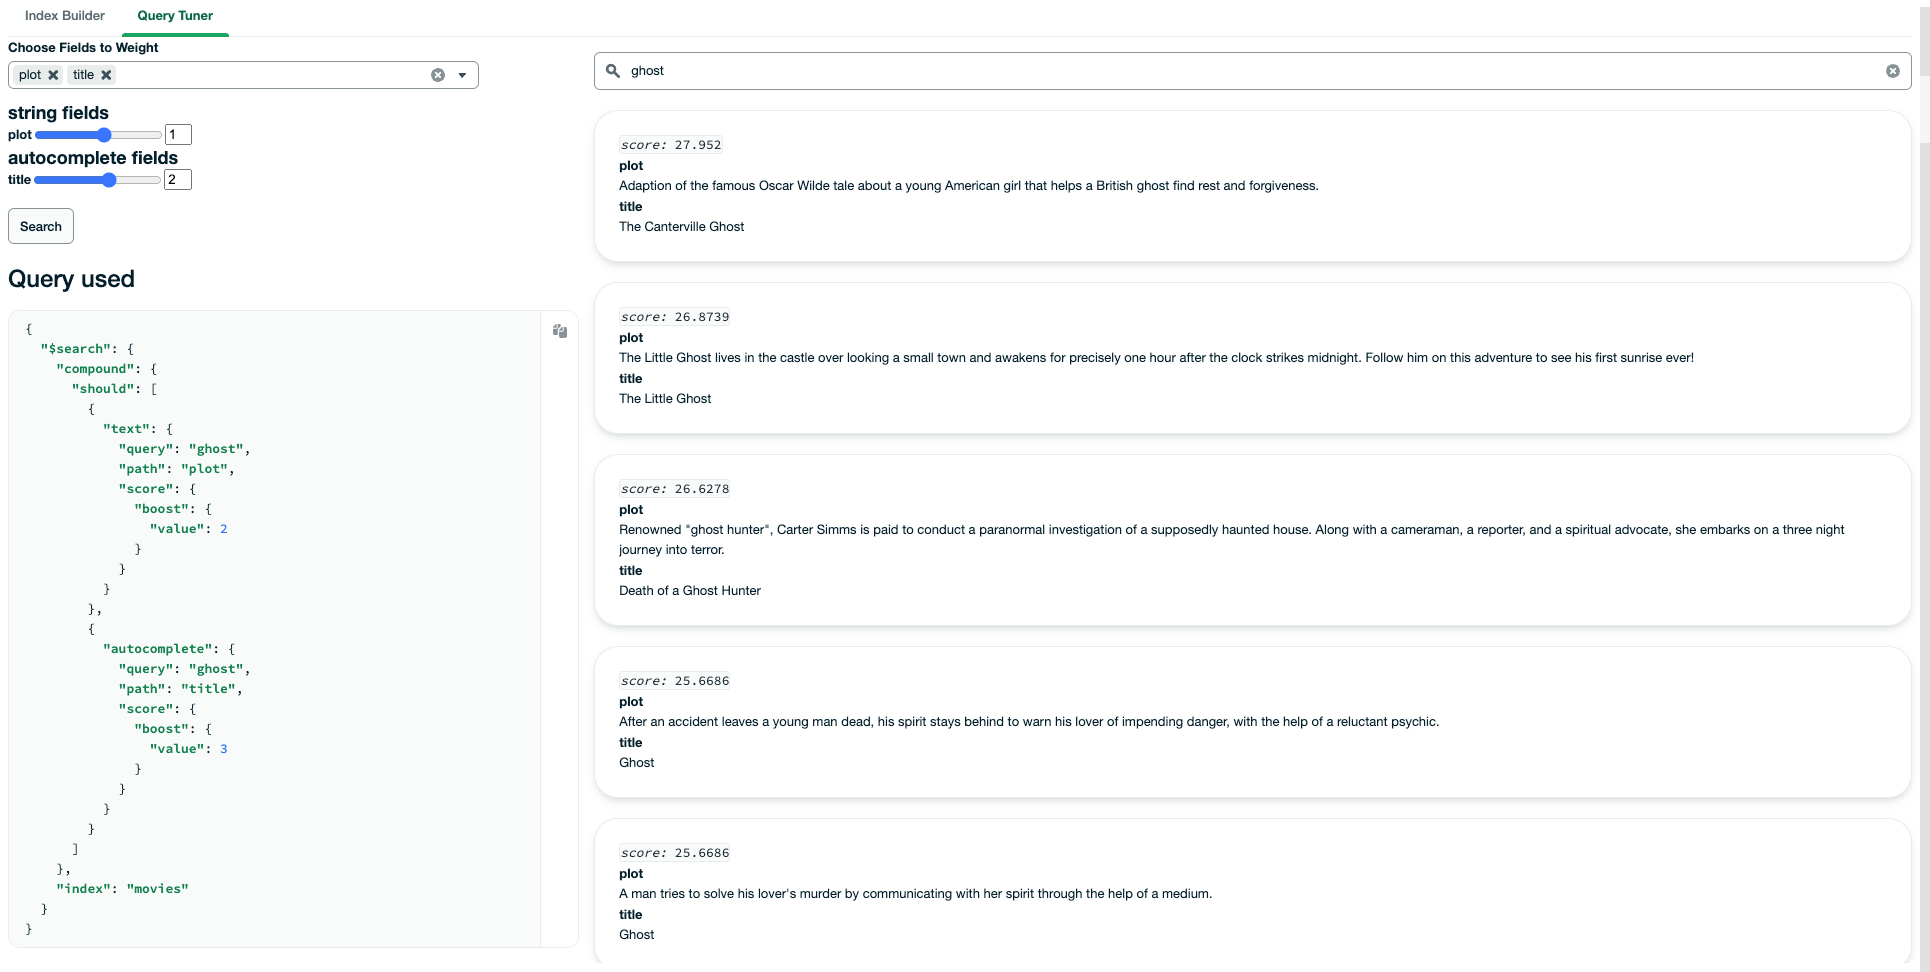 Index Builder
Query Tuner
Choose Fields to Weight
plot
title
string fields
plot 1
autocomplete fields
title 2
Search
Query used
{
"$search": {
"compound": {
"should": [
{
"text": {
"query": "ghost",
"path": "plot",
"score": {
"boost": {
"value": 2
}
}
}
},
{
"autocomplete": {
"query": "ghost",
"path": "title",
"score": {
"boost": {
"value": 3
}
}
}
}
]
},
"index": "movies"
}
}
ghost
score: 27.952
plot
Adaption of the famous Oscar Wilde tale about a young American girl that helps a British ghost find rest and forgiveness.
title
The Canterville Ghost
score: 26.8739
plot
The Little Ghost lives in the castle over looking a small town and awakens for precisely one hour after the clock strikes midnight. Follow him on this adventure to see his first sunrise ever!
title
The Little Ghost
score: 26.6278
plot
Renowned "ghost hunter", Carter Simms is paid to conduct a paranormal investigation of a supposedly haunted house. Along with a cameraman, a reporter, and a spiritual advocate, she embarks on a three night
journey into terror.
title
Death of a Ghost Hunter
score: 25.6686
plot
After an accident leaves a young man dead, his spirit stays behind to warn his lover of impending danger, with the help of a reluctant psychic.
title
Ghost
score: 25.6686
plot
A man tries to solve his lover's murder by communicating with her spirit through the help of a medium.
title
Ghost